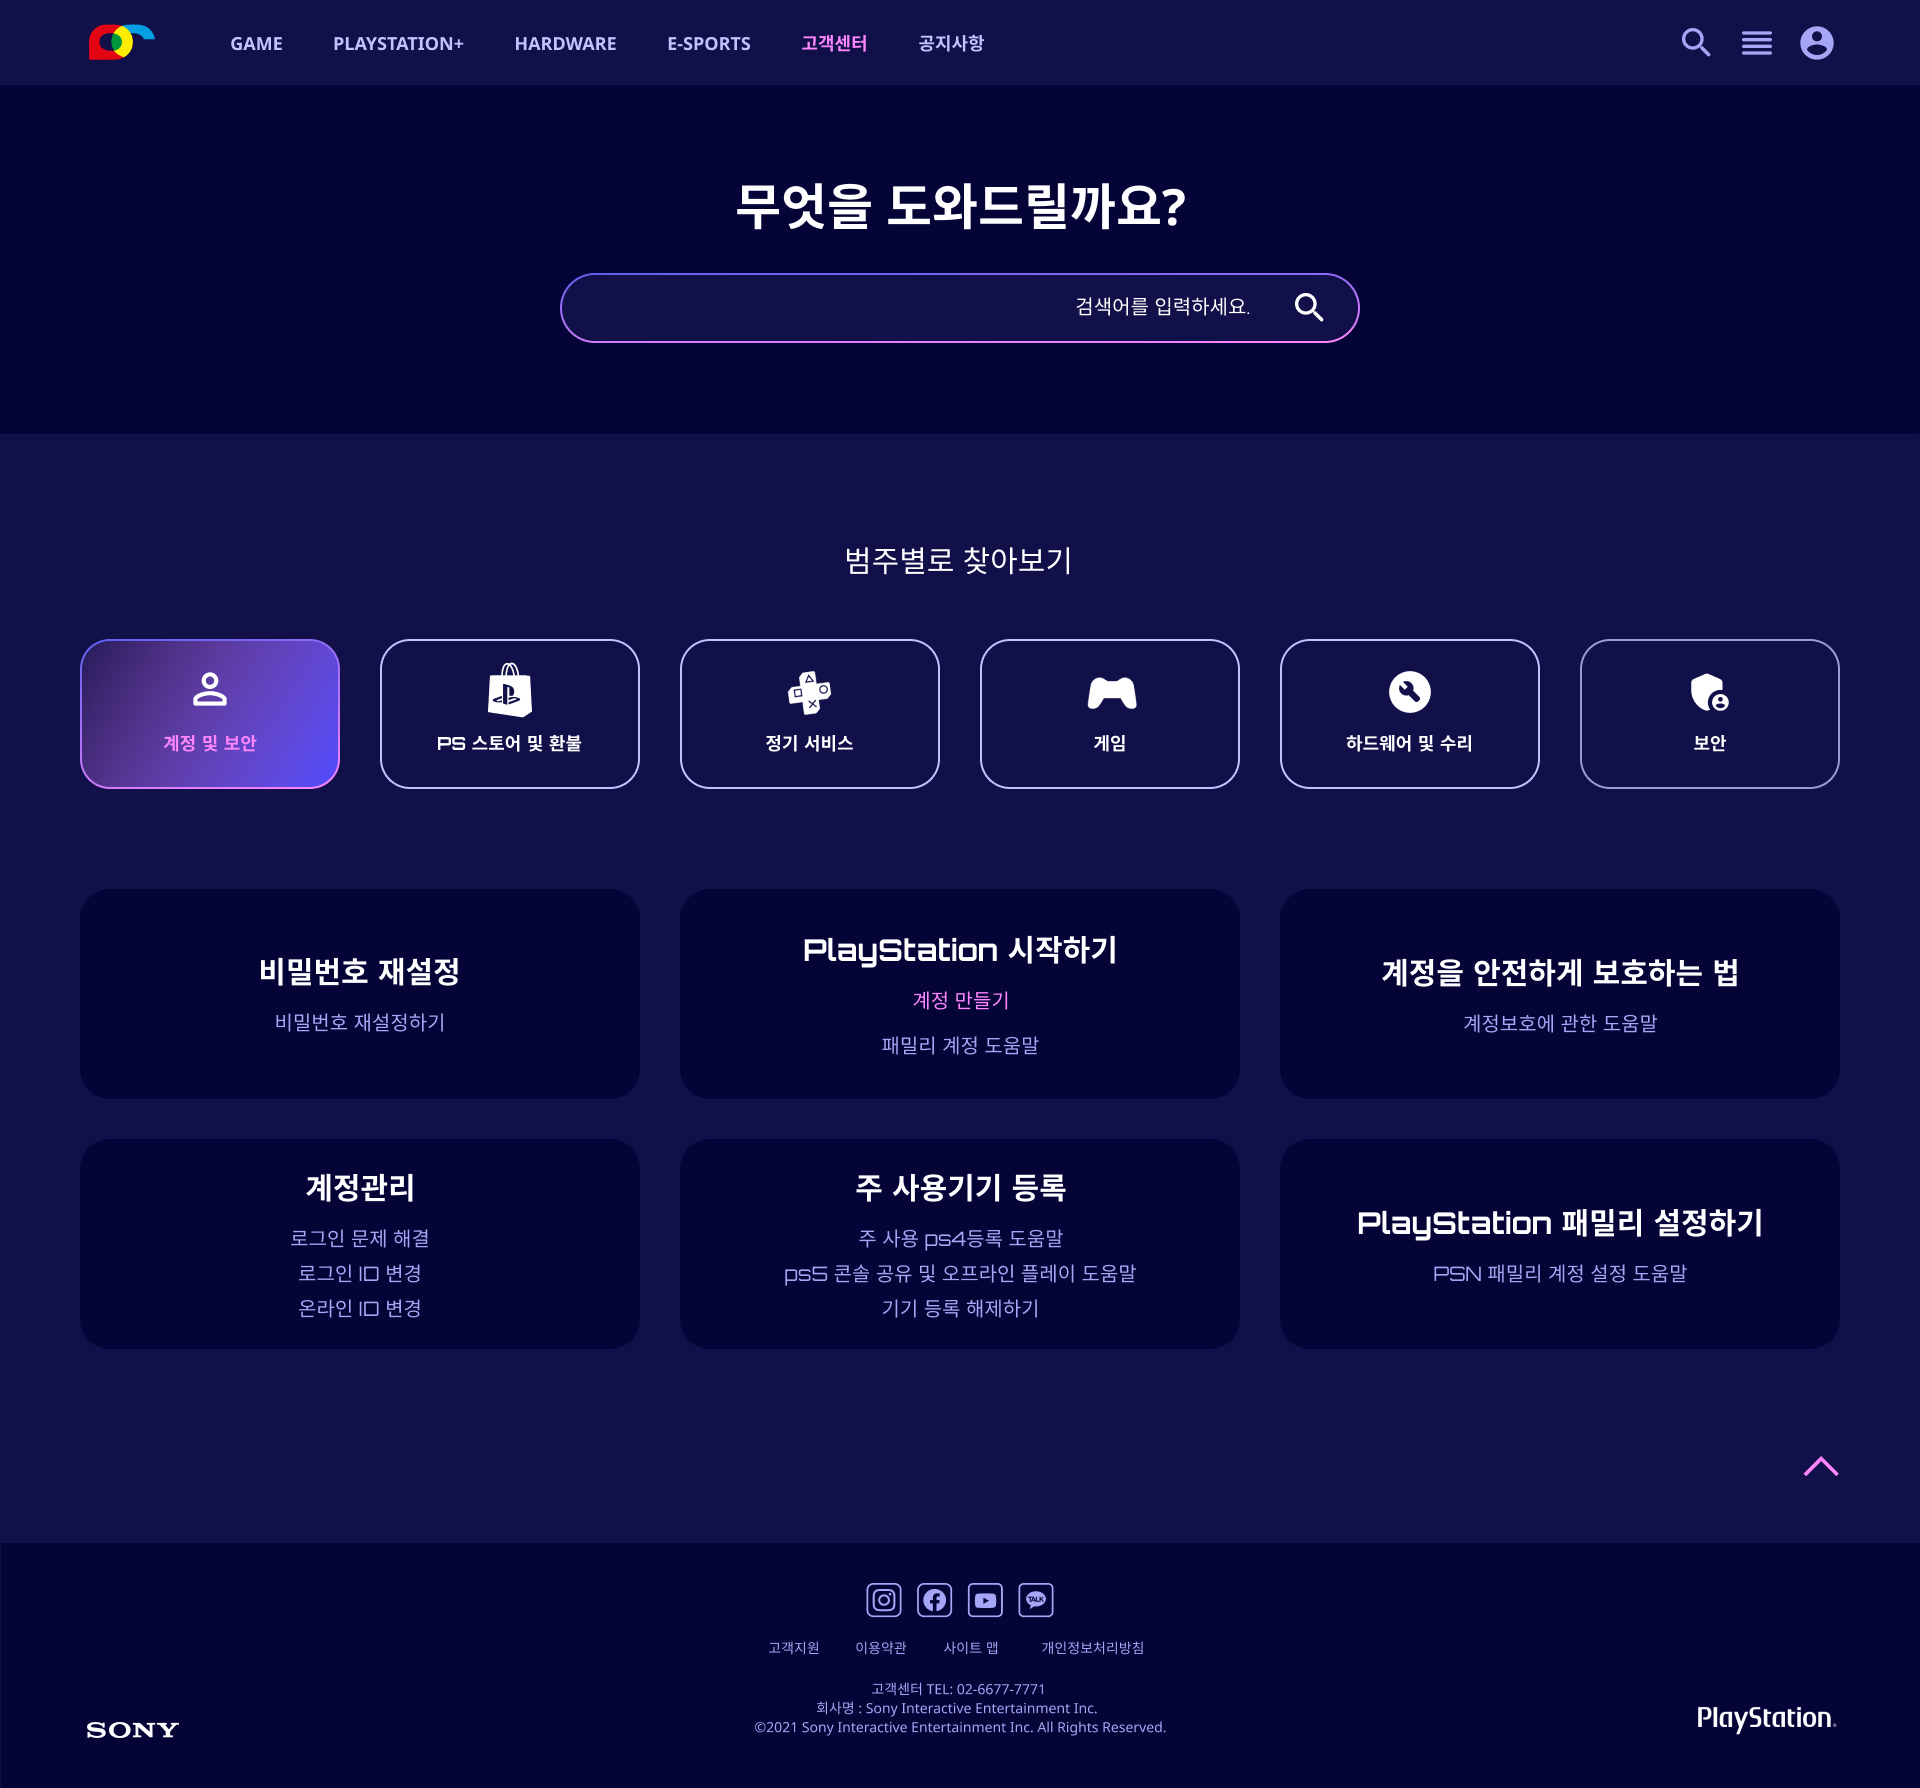 GAME PLAYSTATION+ HARDWARE E-SPORTS 고객센터 공지사항
무엇을 도와드릴까요?
검색어를 입력하세요.
범주별로 찾아보기
계정 및 보안
PS 스토어 및 환불
정기 서비스
게임
하드웨어 및 수리
보안
비밀번호 재설정
비밀번호 재설정하기
PlayStation 시작하기
계정 만들기
패밀리 계정 도움말
계정을 안전하게 보호하는 법
계정보호에 관한 도움말
계정관리
로그인 문제 해결
로그인 ID 변경
온라인 ID 변경
주 사용기기 등록
주 사용 ps4등록 도움말
ps5 콘솔 공유 및 오프라인 플레이 도움말
기기 등록 해제하기
PlayStation 패밀리 설정하기
PSN 패밀리 계정 설정 도움말
TALK
고객지원 이용약관 사이트 맵 개인정보처리방침
고객센터 TEL: 02-6677-7771
회사명 : Sony Interactive Entertainment Inc.
©2021 Sony Interactive Entertainment Inc. All Rights Reserved.
SONY
PlayStation.